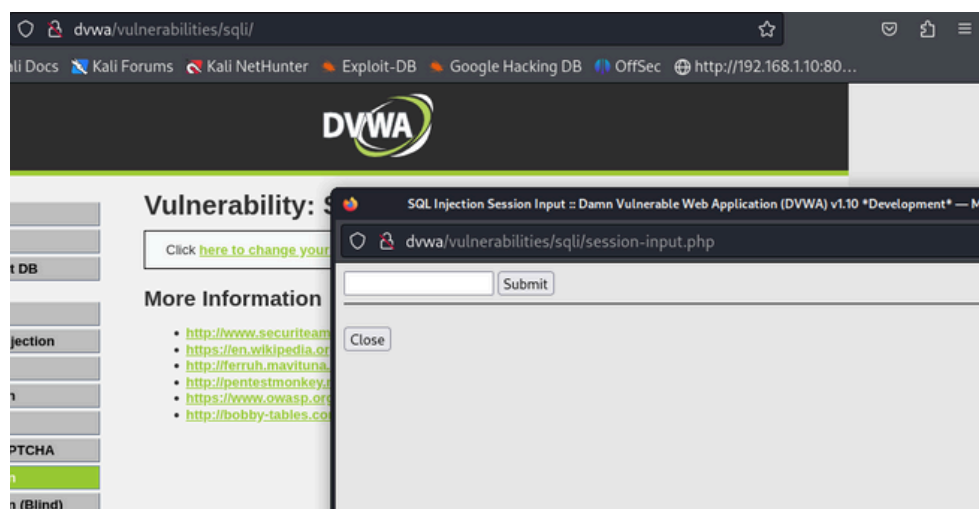 dvwa/vulnerabilities/sqli/
ali Docs Kali Forums Kali NetHunter Exploit-DB Google Hacking DB OffSec http://192.168.1.10:80...
DVWA
Vulnerability: S
SQL Injection Session Input :: Damn Vulnerable Web Application (DVWA) v1.10 *Development* — M
Click here to change your
dvwa/vulnerabilities/sqli/session-input.php
t DB
Submit
More Information
jection
http://www.securiteam
Close
https://en.wikipedia.or
http://ferruh.mavituna.
http://pentestmonkey.n
https://www.owasp.org
http://bobby-tables.co
PTCHA
n
n (Blind)